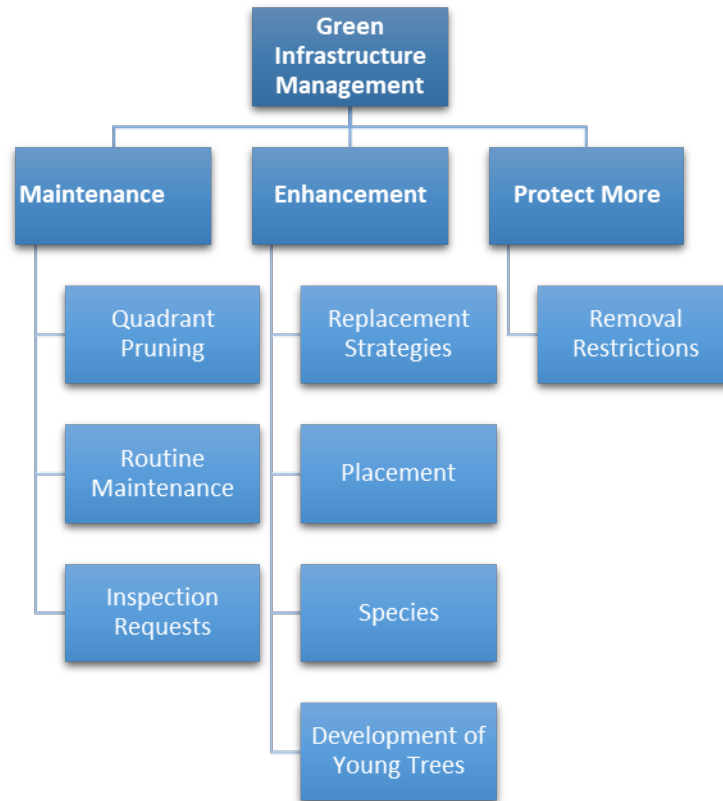 Green
Infrastructure
Management
Maintenance
Enhancement
Protect More
Quadrant
Pruning
Routine
Maintenance
Inspection
Requests
Replacement
Strategies
Placement
Species
Development of
Young Trees
Removal
Restrictions